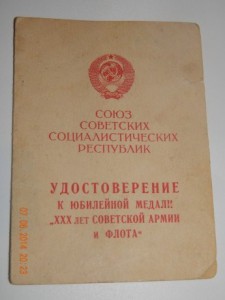 СОЮЗ
СОВЕТСКИХ
СОЦИАЛИСТИЧЕСКИХ
РЕСПУБЛИК
УДОСТОВЕРЕНИЕ
К ЮБИЛЕЙНОЙ МЕДАЛИ
„XXX ЛЕТ СОВЕТСКОЙ АРМИИ
И ФЛОТА“